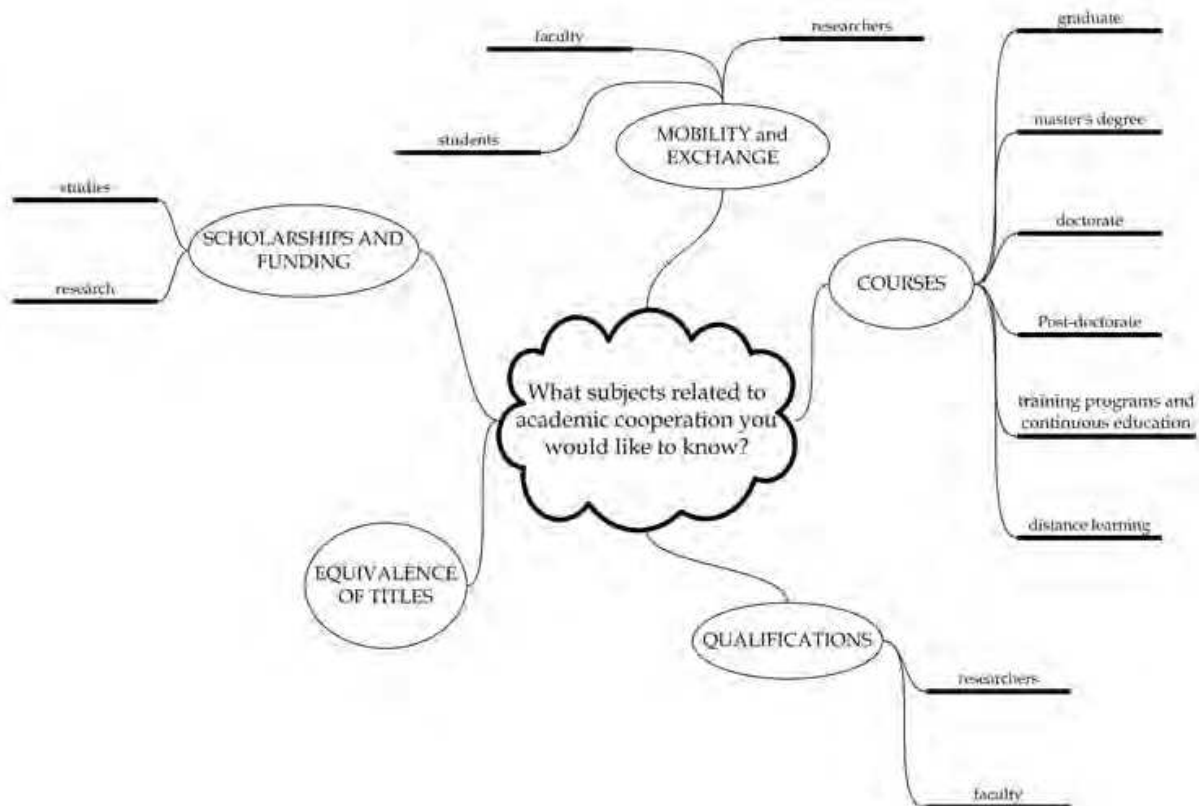 graduate
faculty
researchers
students
MOBILITY and
EXCHANGE
master's degree
studies
SCHOLARSHIPS AND
FUNDING
research
doctorate
COURSES
Post-doctorate
What subjects related to
academic cooperation you
would like to know?
training programs and
continuous education
distance learning
EQUIVALENCE
OF TITLES
QUALIFICATIONS
researchers
faculty